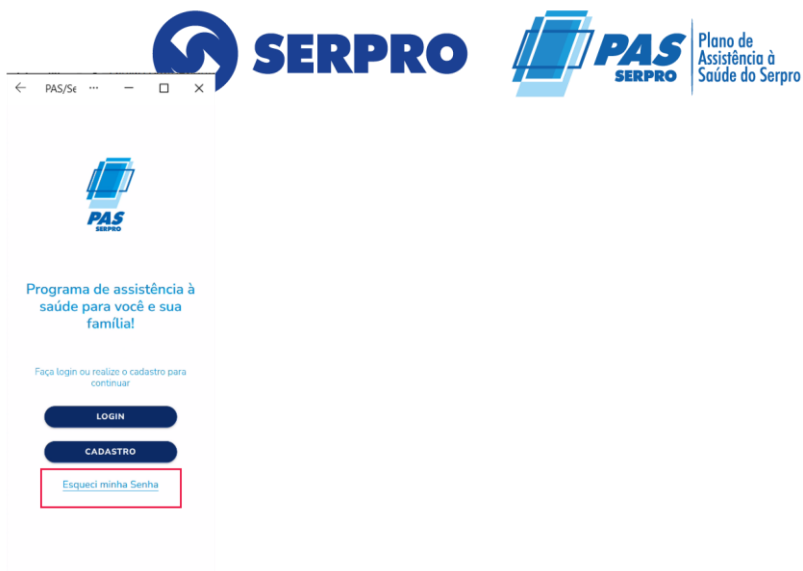 SERPRO
PAS
SERPRO
Plano de
Assistência à
Saúde do Serpro
PAS/Se ...
PAS
SERPRO
Programa de assistência à
saúde para você e sua
família!
Faça login ou realize o cadastro para
continuar
LOGIN
CADASTRO
Esqueci minha Senha